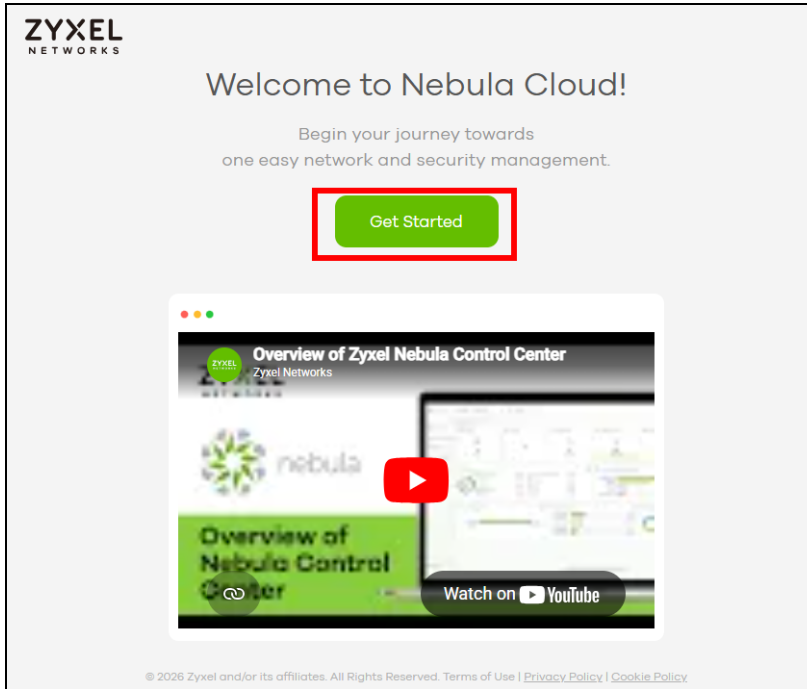 ZYXEL
NETWORKS
Welcome to Nebula Cloud!
Begin your journey towards
one easy network and security management.
Get Started
ZYXEL
NETWORKS
Overview of Zyxel Nebula Control Center
Zyxel Networks
NETWORKS
nebula
Overview of
Nebula Control
Center
Watch on YouTube
© 2026 Zyxel and/or its affiliates. All Rights Reserved. Terms of Use | Privacy Policy | Cookie Policy